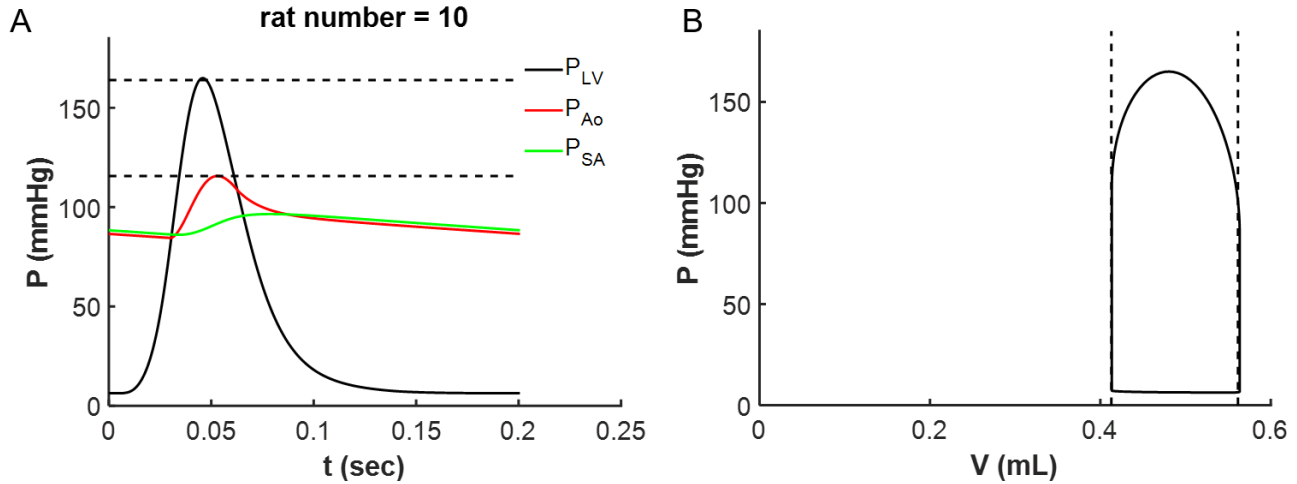 A
rat number = 10
P (mmHg)
150
100
50
0
0
0.05
0.1
0.15
0.2
0.25
t (sec)
P_LV
P_Ao
P_SA
B
P (mmHg)
150
100
50
0
0
0.2
0.4
0.6
V (mL)